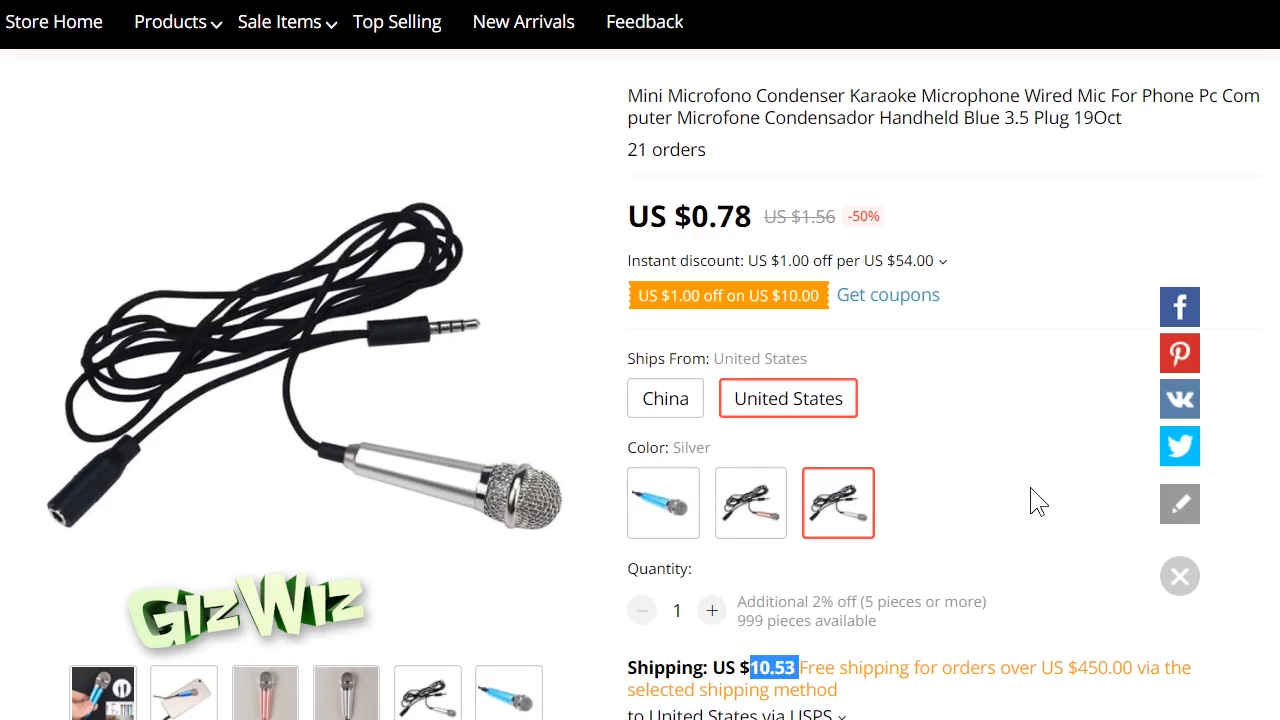 Store Home Products Sale Items Top Selling New Arrivals Feedback
Mini Microfono Condenser Karaoke Microphone Wired Mic For Phone Pc Com
puter Microfone Condensador Handheld Blue 3.5 Plug 19Oct
21 orders
US $0.78 US $1.56 -50%
Instant discount: US $1.00 off per US $54.00
US $1.00 off on US $10.00 Get coupons
Ships From: United States
China United States
Color: Silver
Quantity:
1
Additional 2% off (5 pieces or more)
999 pieces available
GizWiz
Shipping: US $10.53 Free shipping for orders over US $450.00 via the
selected shipping method
to United States via USPS